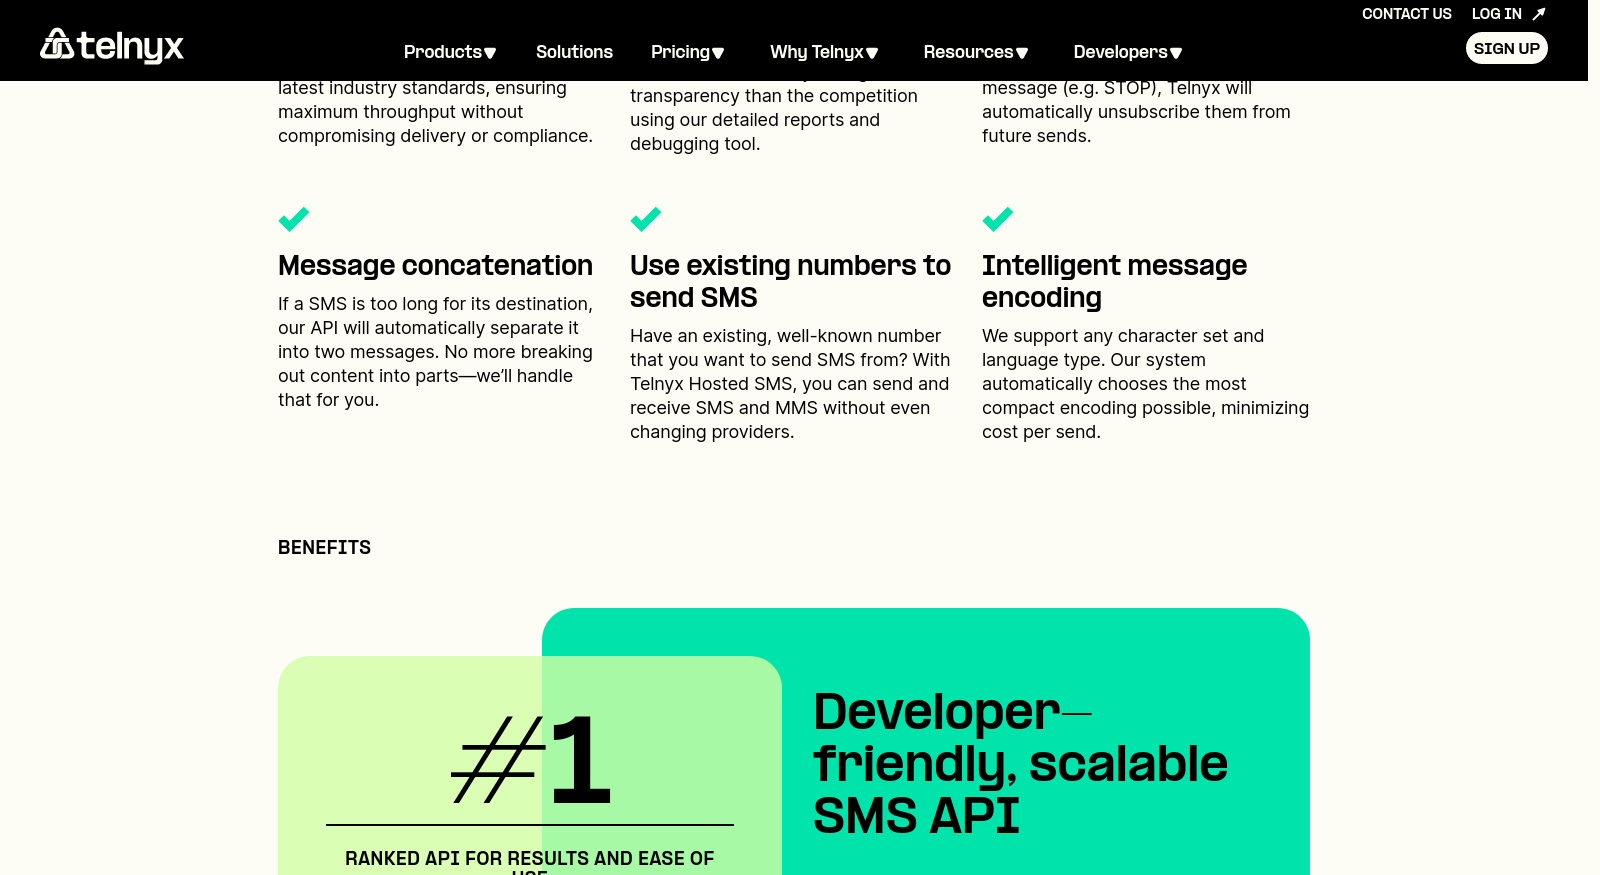 CONTACT US
LOG IN
telnyx
Products
Solutions
Pricing
Why Telnyx
Resources
Developers
SIGN UP
latest industry standards, ensuring
maximum throughput without
compromising delivery or compliance.
transparency than the competition
using our detailed reports and
debugging tool.
message (e.g. STOP), Telnyx will
automatically unsubscribe them from
future sends.
Message concatenation
If a SMS is too long for its destination,
our API will automatically separate it
into two messages. No more breaking
out content into parts—we’ll handle
that for you.
Use existing numbers to
send SMS
Have an existing, well-known number
that you want to send SMS from? With
Telnyx Hosted SMS, you can send and
receive SMS and MMS without even
changing providers.
Intelligent message
encoding
We support any character set and
language type. Our system
automatically chooses the most
compact encoding possible, minimizing
cost per send.
BENEFITS
#1
RANKED API FOR RESULTS AND EASE OF
USE
Developer-
friendly, scalable
SMS API